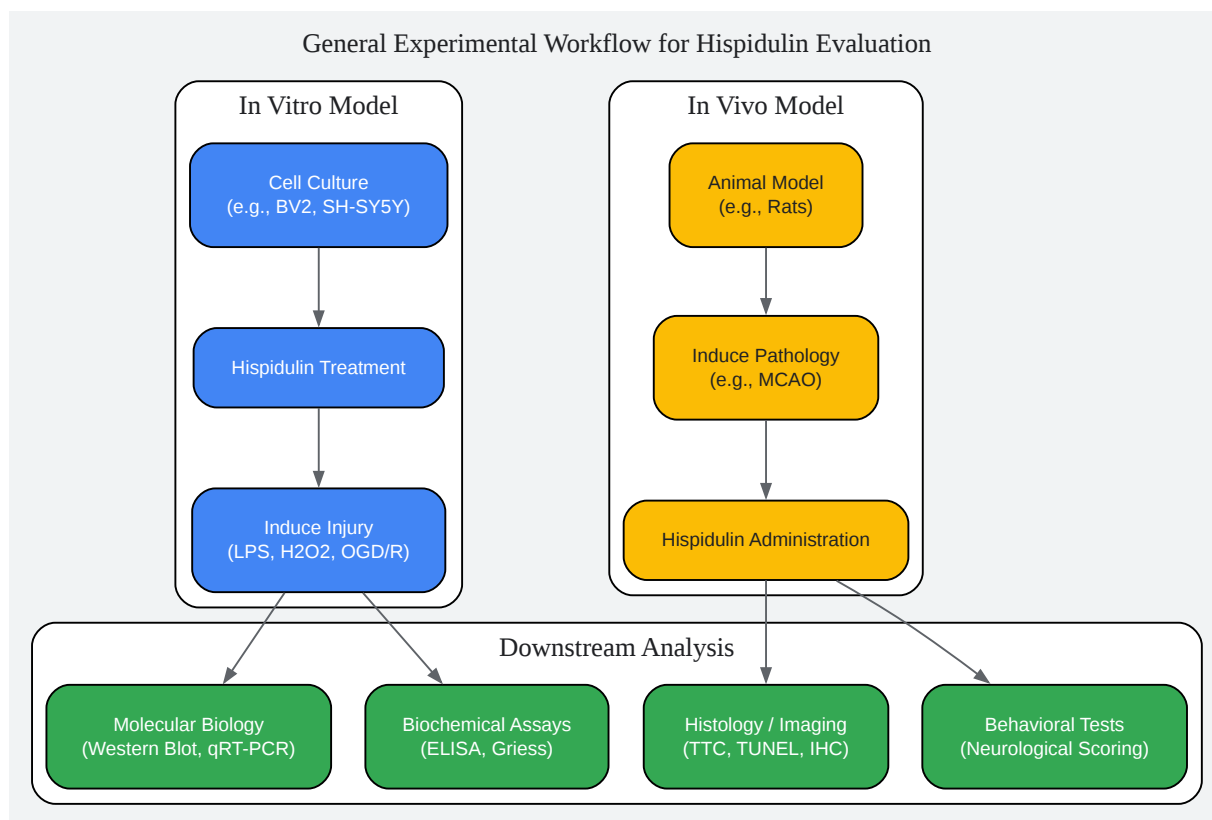 General Experimental Workflow for Hispidulin Evaluation
In Vitro Model
Cell Culture
(e.g., BV2, SH-SY5Y)
Hispidulin Treatment
Induce Injury
(LPS, H2O2, OGD/R)
In Vivo Model
Animal Model
(e.g., Rats)
Induce Pathology
(e.g., MCAO)
Hispidulin Administration
Downstream Analysis
Molecular Biology
(Western Blot, qRT-PCR)
Biochemical Assays
(ELISA, Griess)
Histology / Imaging
(TTC, TUNEL, IHC)
Behavioral Tests
(Neurological Scoring)